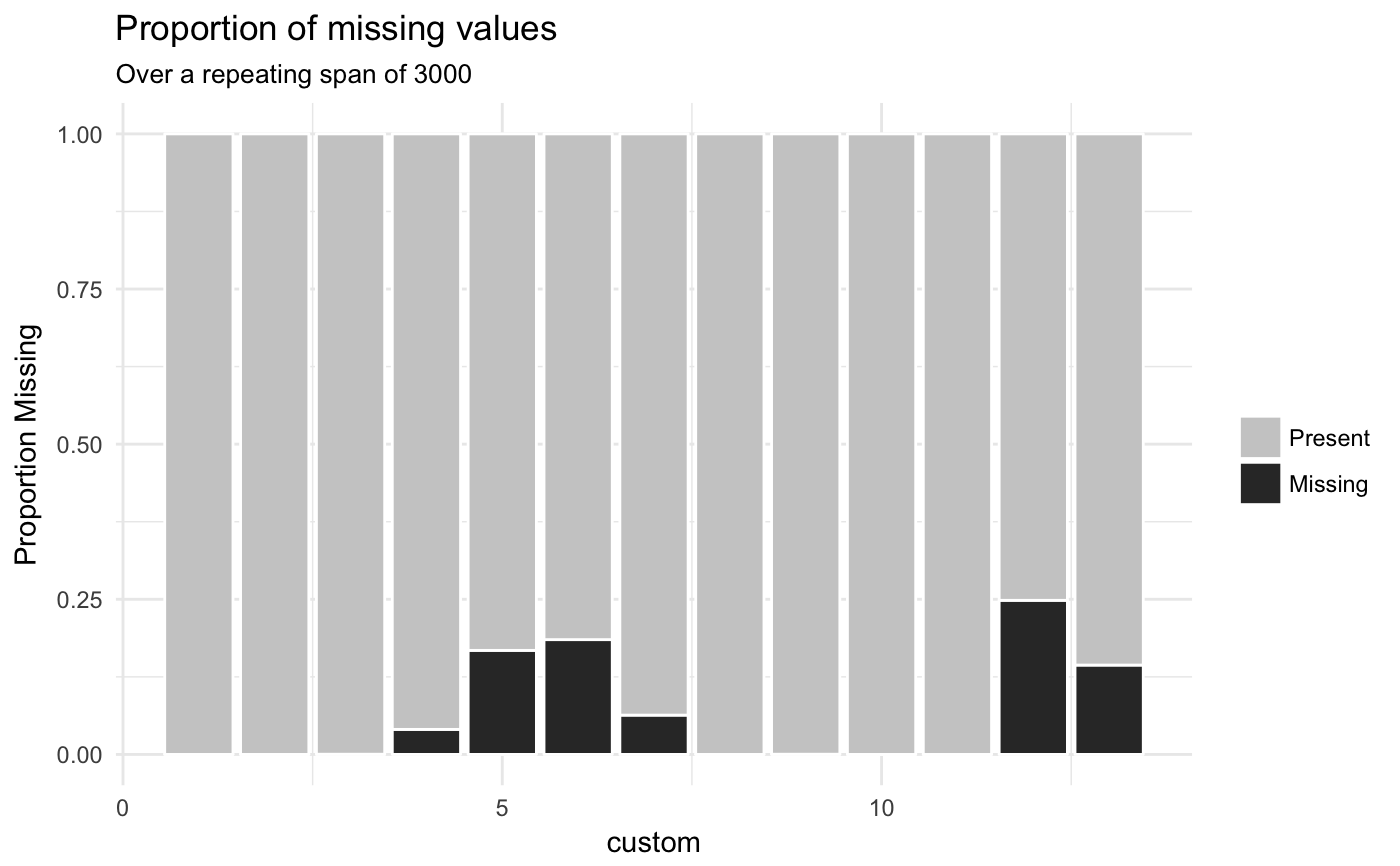 Proportion of missing values
Over a repeating span of 3000
Proportion Missing
1.00
0.75
0.50
0.25
0.00
0 5 10
custom
Present
Missing